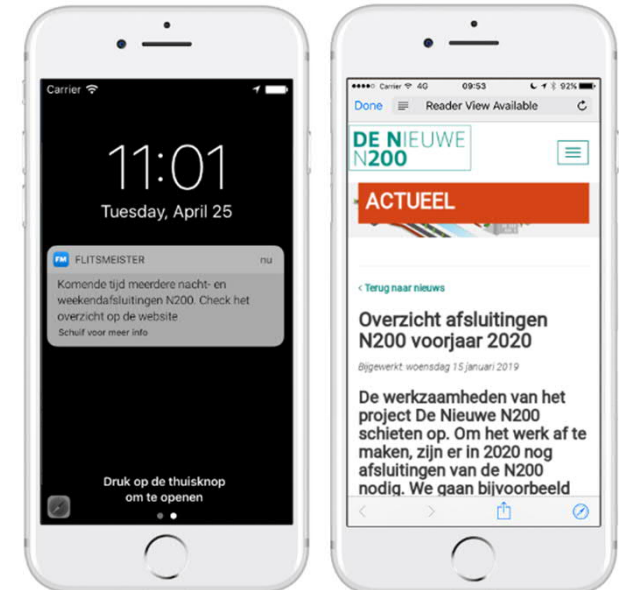 Carrier
11:01
Tuesday, April 25
FM FLITSMEISTER nu
Komende tijd meerdere nacht- en
weekendafsluitingen N200. Check het
overzicht op de website
Schuif voor meer info
Druk op de thuisknop
om te openen
Carrier 4G 09:53 92%
Done Reader View Available
DE NIEUWE
N200
ACTUEEL
< Terug naar nieuws
Overzicht afsluitingen
N200 voorjaar 2020
Bijgewerkt: woensdag 15 januari 2019
De werkzaamheden van het
project De Nieuwe N200
schieten op. Om het werk af te
maken, zijn er in 2020 nog
afsluitingen van de N200
nodig. We gaan bijvoorbeeld